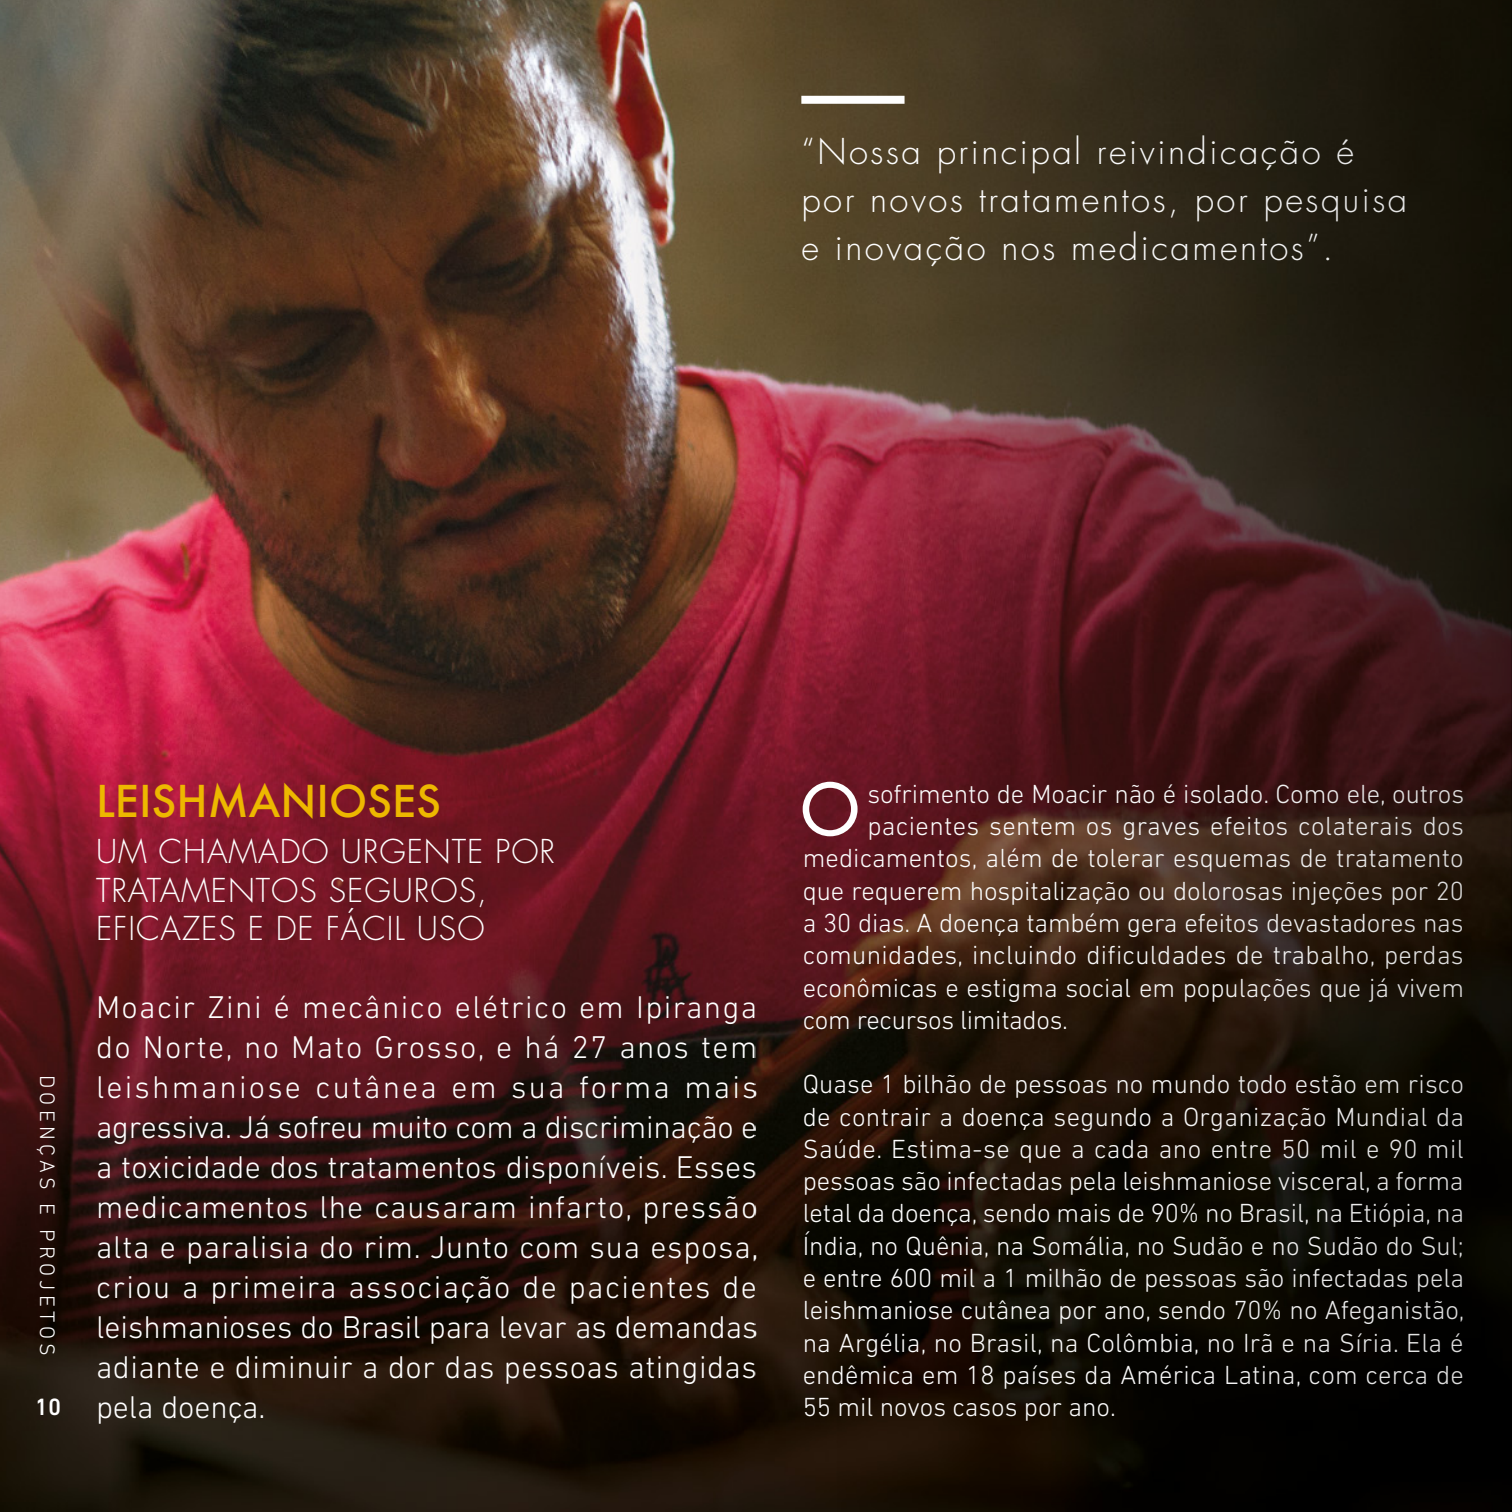 “Nossa principal reivindicação é
por novos tratamentos, por pesquisa
e inovação nos medicamentos”.
LEISHMANIOSES
UM CHAMADO URGENTE POR
TRATAMENTOS SEGUROS,
EFICAZES E DE FÁCIL USO
Moacir Zini é mecânico elétrico em Ipiranga
do Norte, no Mato Grosso, e há 27 anos tem
leishmaniose cutânea em sua forma mais
agressiva. Já sofreu muito com a discriminação e
a toxicidade dos tratamentos disponíveis. Esses
medicamentos lhe causaram infarto, pressão
alta e paralisia do rim. Junto com sua esposa,
criou a primeira associação de pacientes de
leishmanioses do Brasil para levar as demandas
adiante e diminuir a dor das pessoas atingidas
pela doença.
O sofrimento de Moacir não é isolado. Como ele, outros
pacientes sentem os graves efeitos colaterais dos
medicamentos, além de tolerar esquemas de tratamento
que requerem hospitalização ou dolorosas injeções por 20
a 30 dias. A doença também gera efeitos devastadores nas
comunidades, incluindo dificuldades de trabalho, perdas
econômicas e estigma social em populações que já vivem
com recursos limitados.
Quase 1 bilhão de pessoas no mundo todo estão em risco
de contrair a doença segundo a Organização Mundial da
Saúde. Estima-se que a cada ano entre 50 mil e 90 mil
pessoas são infectadas pela leishmaniose visceral, a forma
letal da doença, sendo mais de 90% no Brasil, na Etiópia, na
Índia, no Quênia, na Somália, no Sudão e no Sudão do Sul;
e entre 600 mil a 1 milhão de pessoas são infectadas pela
leishmaniose cutânea por ano, sendo 70% no Afeganistão,
na Argélia, no Brasil, na Colômbia, no Irã e na Síria. Ela é
endêmica em 18 países da América Latina, com cerca de
55 mil novos casos por ano.
DOENÇAS E PROJETOS
10